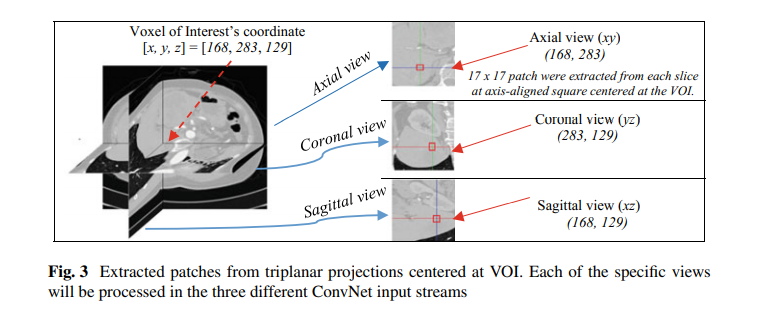 Voxel of Interest's coordinate
[x, y, z] = [168, 283, 129]
Axial view
Coronal view
Sagittal view
Axial view (xy)
(168, 283)
17 x 17 patch were extracted from each slice
at axis-aligned square centered at the VOI.
Coronal view (yz)
(283, 129)
Sagittal view (xz)
(168, 129)
Fig. 3 Extracted patches from triplanar projections centered at VOI. Each of the specific views
will be processed in the three different ConvNet input streams